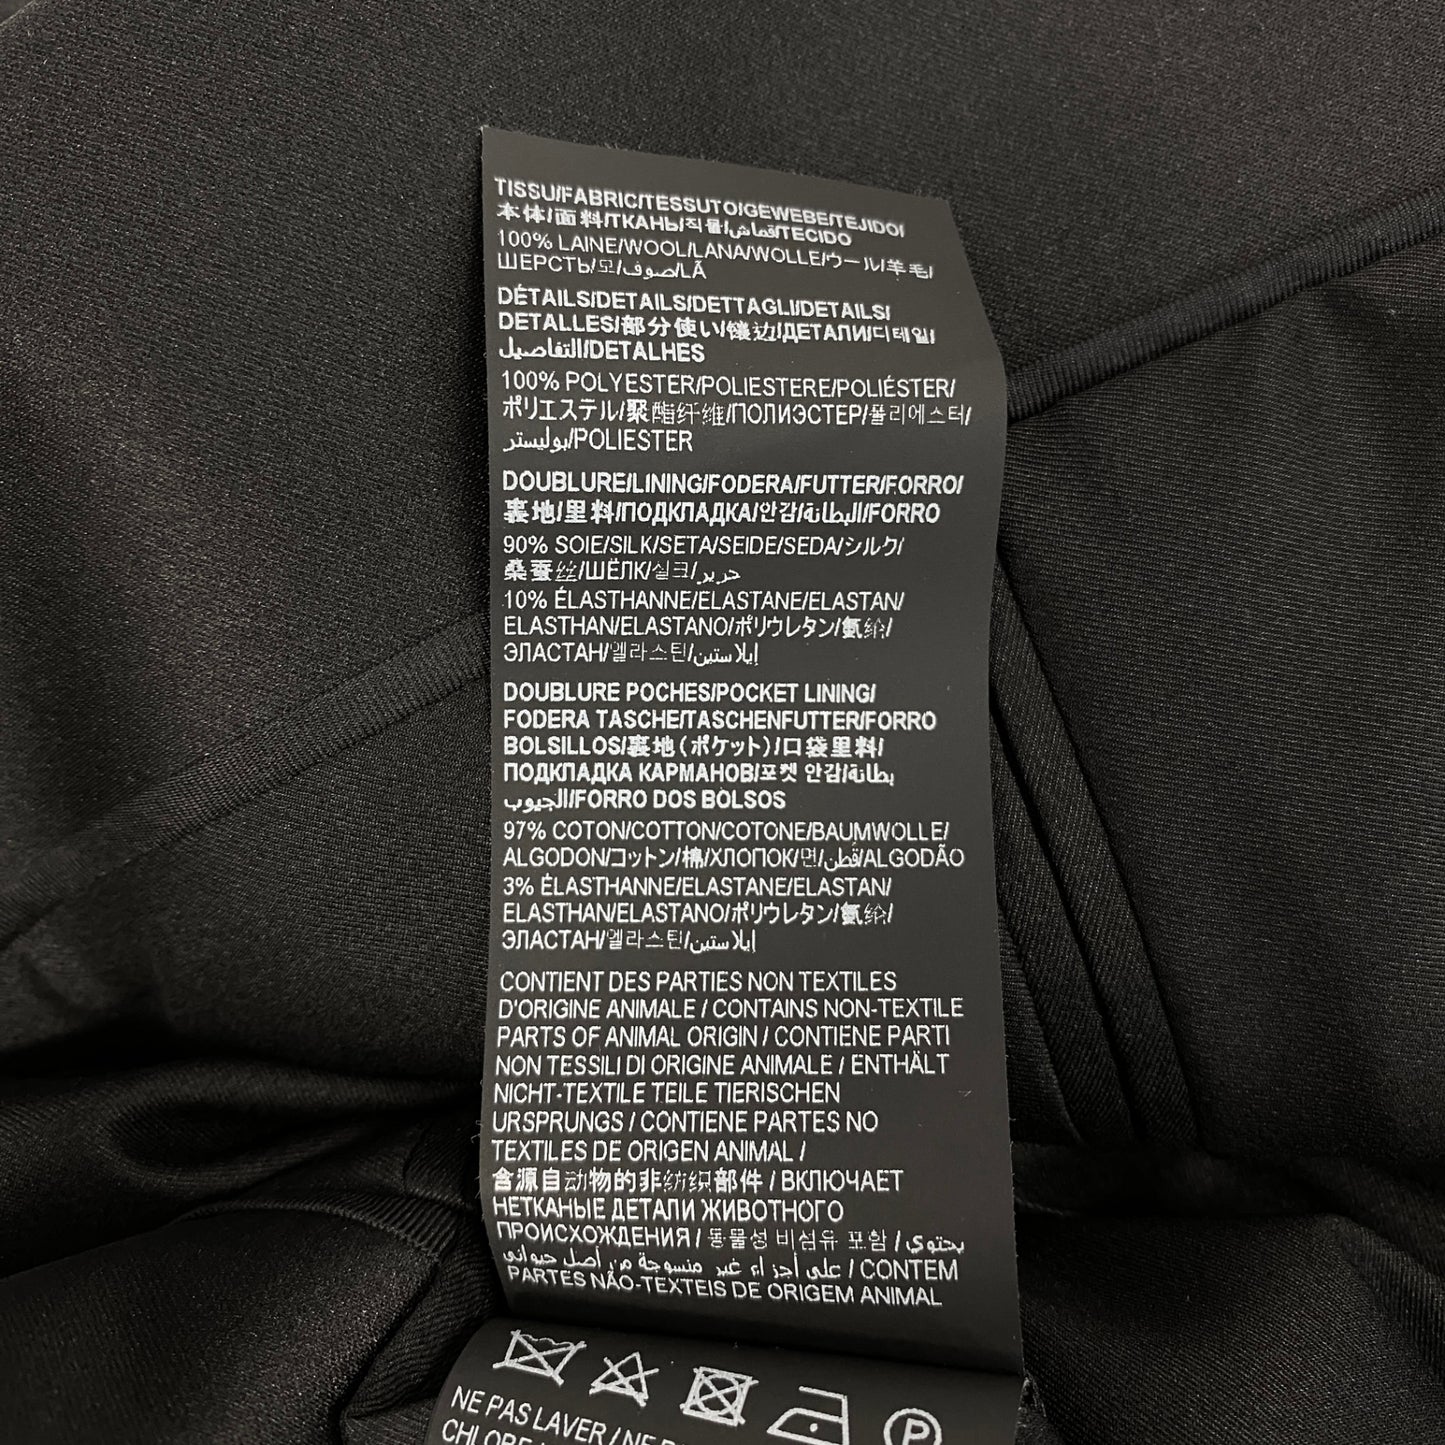 TISSU/FABRIC/TESSUTO/GEWEBE/TEJIDO/
本体/面料/ТКАНЬ/직물/قماش/TECIDO
100% LAINE/WOOL/LANA/WOLLE/ウール/羊毛/
ШЕРСТЬ/모/صوف/LÃ
DÉTAILS/DETAILS/DETTAGLI/DETAILS/
DETALLES/部分使い/镶边/ДЕТАЛИ/디테일/
التفاصيل/DETALHES
100% POLYESTER/POLIESTERE/POLIÉSTER/
ポリエステル/聚酯纤维/ПОЛИЭСТЕР/폴리에스터/
بوليستر/POLIESTER
DOUBLURE/LINING/FODERA/FUTTER/FORRO/
裏地/里料/ПОДКЛАДКА/안감/البطانة/FORRO
90% SOIE/SILK/SETA/SEIDE/SEDA/シルク/
桑蚕丝/ШЁЛК/실크/حرير
10% ÉLASTHANNE/ELASTANE/ELASTAN/
ELASTHAN/ELASTANO/ポリウレタン/氨纶/
ЭЛАСТАН/엘라스틴/إيلاستين
DOUBLURE POCHES/POCKET LINING/
FODERA TASCHE/TASCHENFUTTER/FORRO
BOLSILLOS/裏地(ポケット)/口袋里料/
ПОДКЛАДКА КАРМАНОВ/포켓 안감/بطانة
الجيوب/FORRO DOS BOLSOS
97% COTON/COTTON/COTONE/BAUMWOLLE/
ALGODON/コットン/棉/ХЛОПОК/면/قطن/ALGODÃO
3% ÉLASTHANNE/ELASTANE/ELASTAN/
ELASTHAN/ELASTANO/ポリウレタン/氨纶/
ЭЛАСТАН/엘라스틴/إيلاستين
CONTIENT DES PARTIES NON TEXTILES
D'ORIGINE ANIMALE / CONTAINS NON-TEXTILE
PARTS OF ANIMAL ORIGIN / CONTIENE PARTI
NON TESSILI DI ORIGINE ANIMALE / ENTHÄLT
NICHT-TEXTILE TEILE TIERISCHEN
URSPRUNGS / CONTIENE PARTES NO
TEXTILES DE ORIGEN ANIMAL /
含源自动物的非纺织部件 / ВКЛЮЧАЕТ
НЕТКАНЫЕ ДЕТАЛИ ЖИВОТНОГО
ПРОИСХОЖДЕНИЯ / 동물성 비섬유 포함 / يحتوي
على أجزاء غير منسوجة من أصل حيواني / CONTEM
PARTES NÃO-TEXTEIS DE ORIGEM ANIMAL
P
NE PAS LAVER / NE
CHLORE